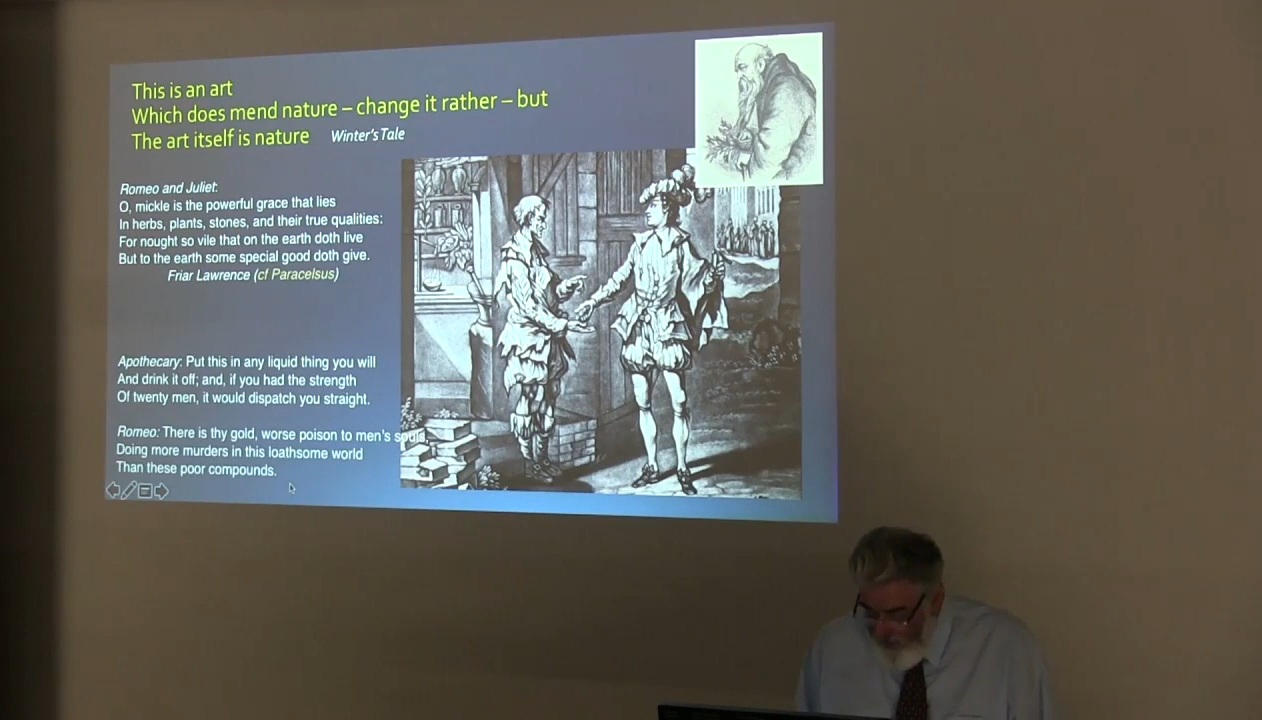 This is an art
Which does mend nature – change it rather – but
The art itself is nature Winter's Tale
Romeo and Juliet:
O, mickle is the powerful grace that lies
In herbs, plants, stones, and their true qualities:
For nought so vile that on the earth doth live
But to the earth some special good doth give.
Friar Lawrence (cf Paracelsus)
Apothecary: Put this in any liquid thing you will
And drink it off; and, if you had the strength
Of twenty men, it would dispatch you straight.
Romeo: There is thy gold, worse poison to men's souls
Doing more murders in this loathsome world
Than these poor compounds.